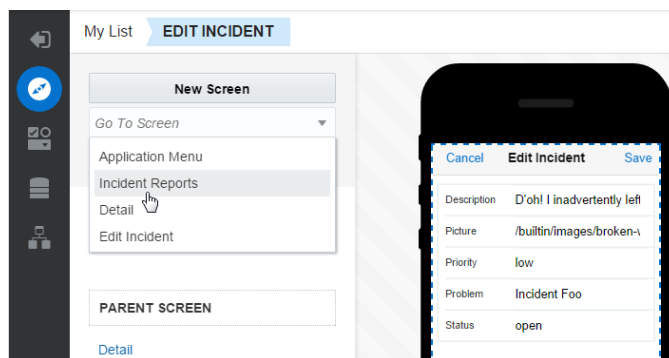 My List EDIT INCIDENT
New Screen
Go To Screen
Application Menu
Incident Reports
Detail
Edit Incident
PARENT SCREEN
Detail
Cancel Edit Incident Save
Description D'oh! I inadvertently left
Picture /builtin/images/broken-
Priority low
Problem Incident Foo
Status open